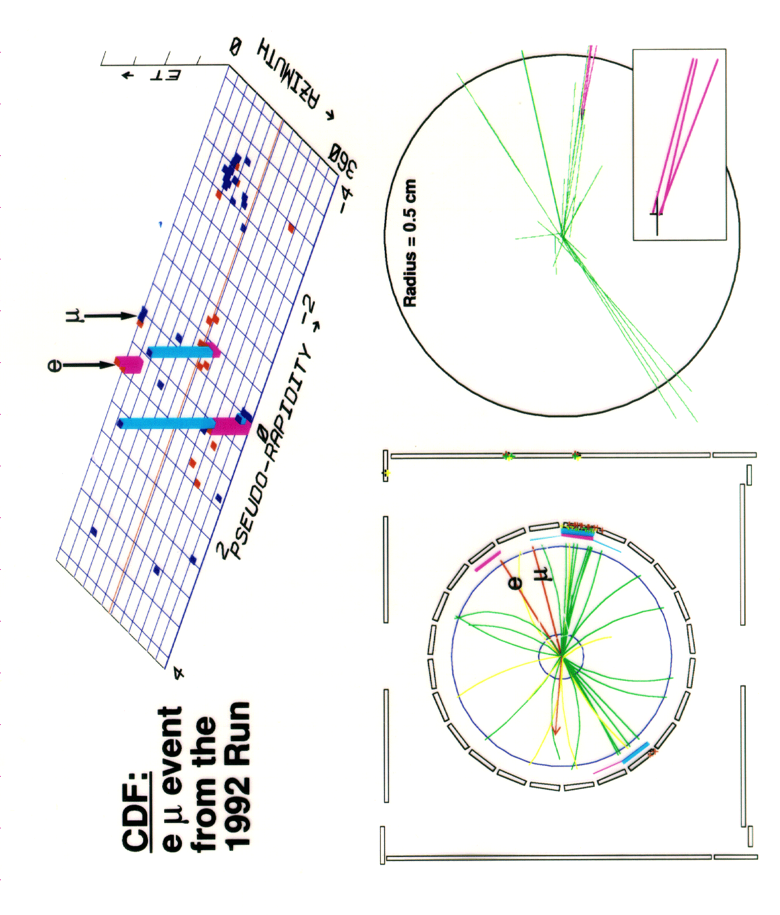 CDF:
e μ event
from the
1992 Run
ET →
0 AZIMUTH → 360
-4
-2
0
2
4
PSEUDO-RAPIDITY →
e
μ
Radius = 0.5 cm
e
μ